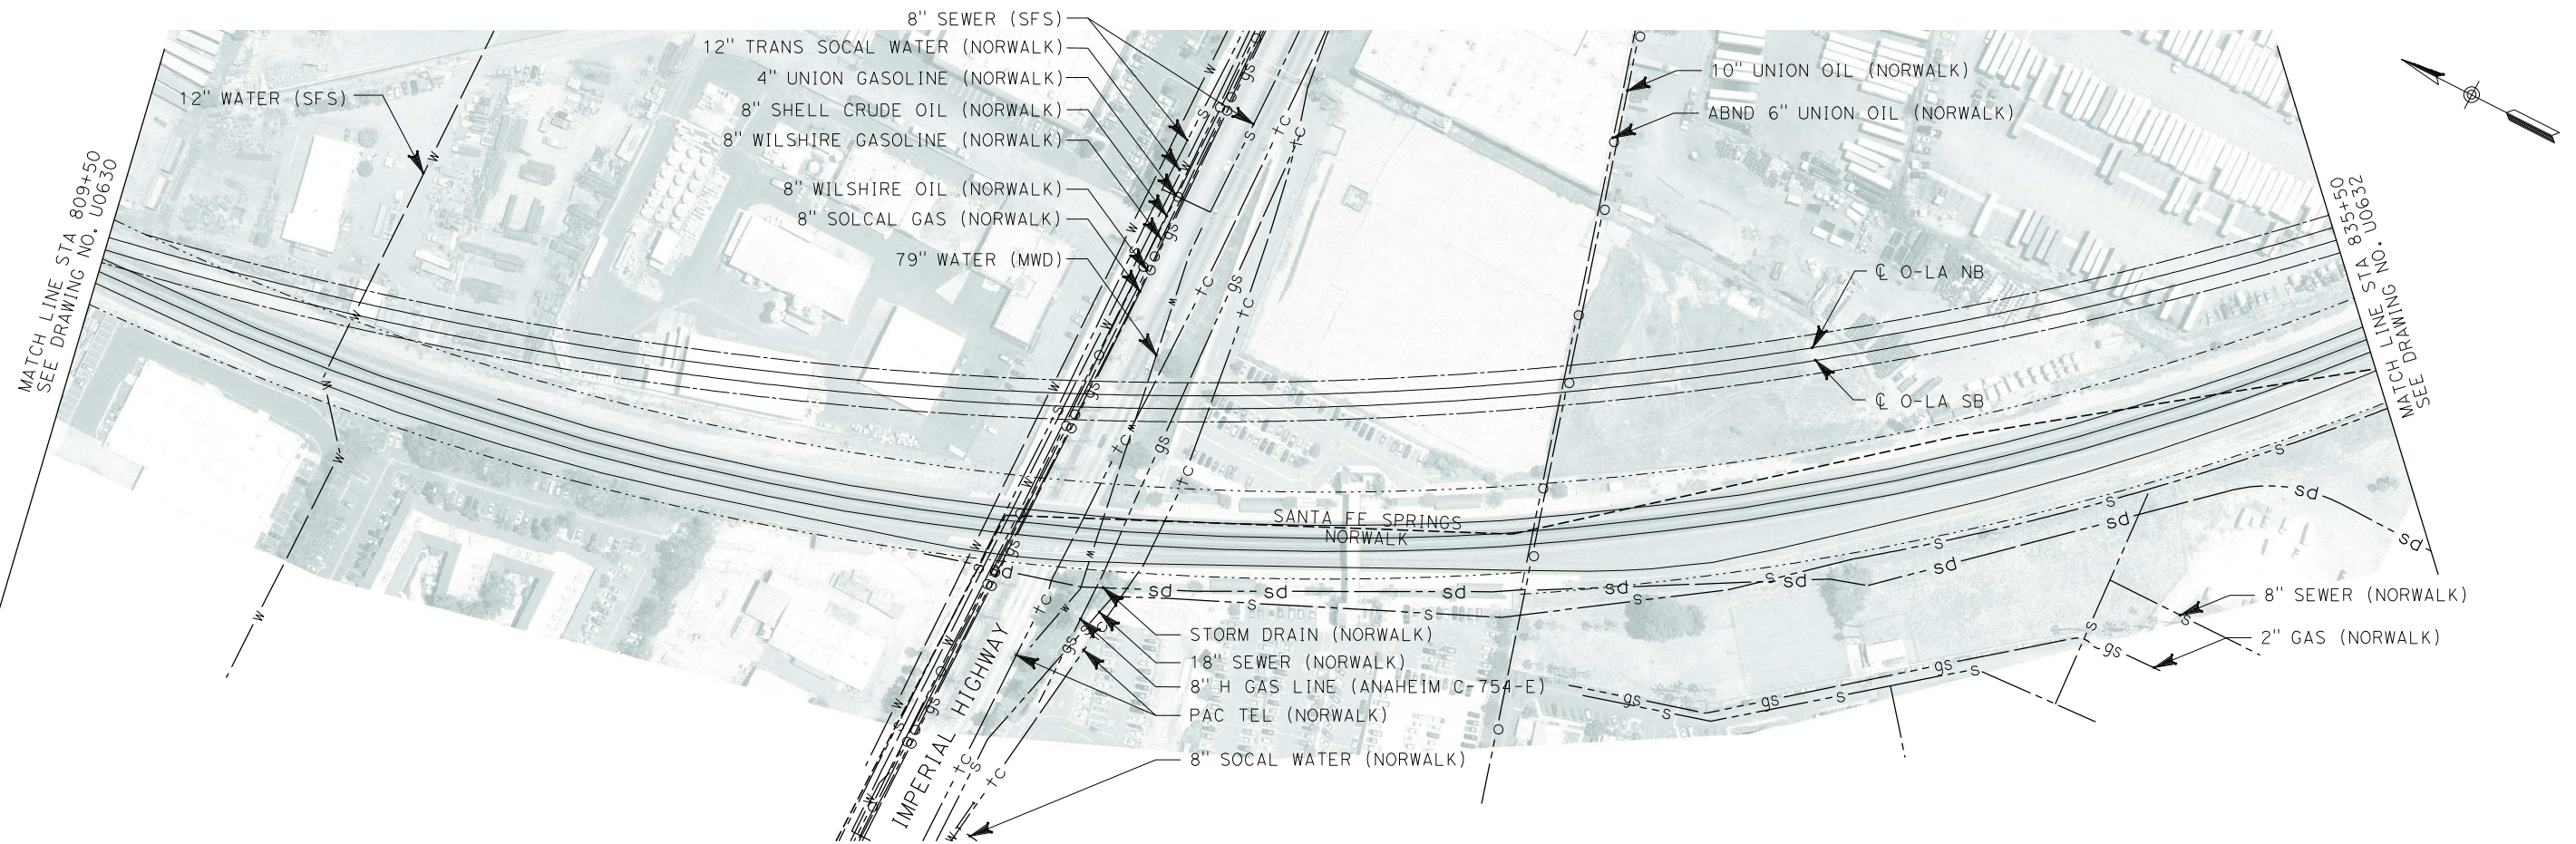 8" SEWER (SFS)
12" TRANS SOCAL WATER (NORWALK)
4" UNION GASOLINE (NORWALK)
8" SHELL CRUDE OIL (NORWALK)
8" WILSHIRE GASOLINE (NORWALK)
8" WILSHIRE OIL (NORWALK)
8" SOLCAL GAS (NORWALK)
79" WATER (MWD)
12" WATER (SFS)
MATCH LINE STA 809+50
SEE DRAWING NO. U0630
10" UNION OIL (NORWALK)
ABND 6" UNION OIL (NORWALK)
MATCH LINE STA 835+50
SEE DRAWING NO. U0632
℄ O-LA NB
℄ O-LA SB
SANTA FE SPRINGS
NORWALK
IMPERIAL HIGHWAY
STORM DRAIN (NORWALK)
18" SEWER (NORWALK)
8" H GAS LINE (ANAHEIM C-754-E)
PAC TEL (NORWALK)
8" SOCAL WATER (NORWALK)
8" SEWER (NORWALK)
2" GAS (NORWALK)